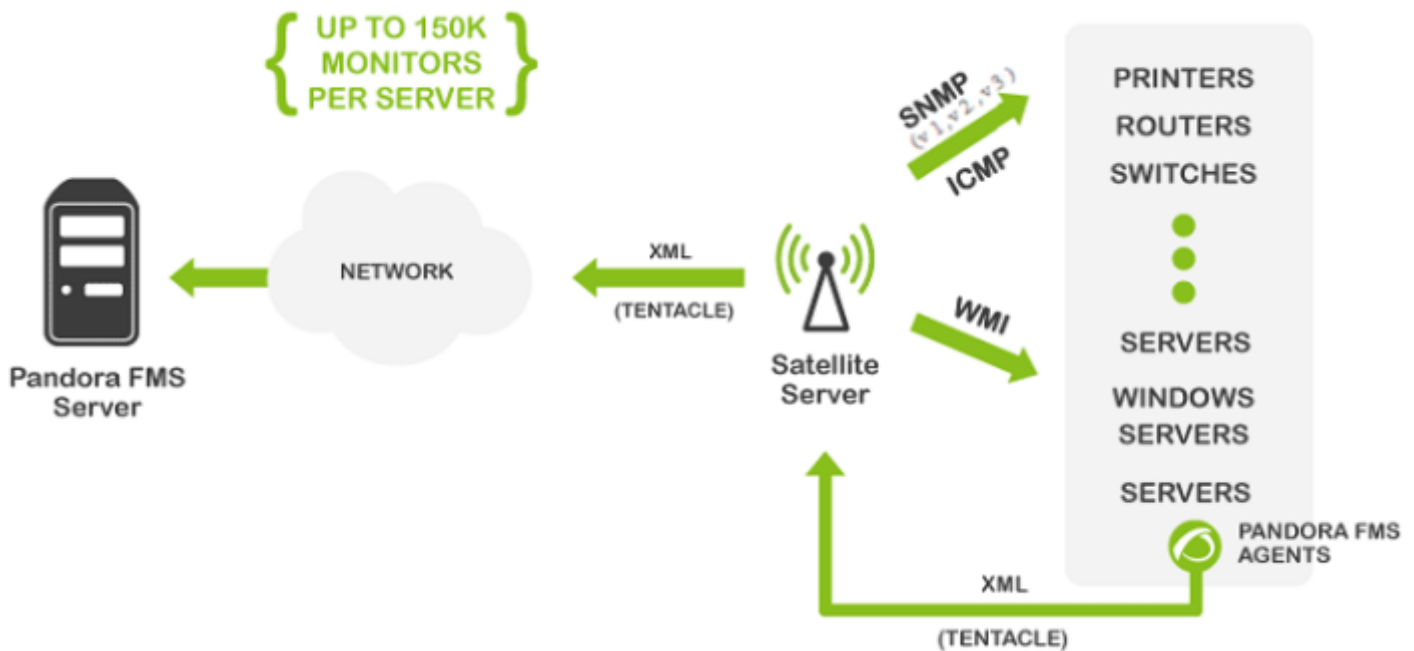 UP TO 150K
MONITORS
PER SERVER
SNMP
(v1,v2,v3)
ICMP
PRINTERS
ROUTERS
SWITCHES
NETWORK
XML
(TENTACLE)
WMI
Pandora FMS
Server
Satellite
Server
SERVERS
WINDOWS
SERVERS
SERVERS
PANDORA FMS
AGENTS
XML
(TENTACLE)